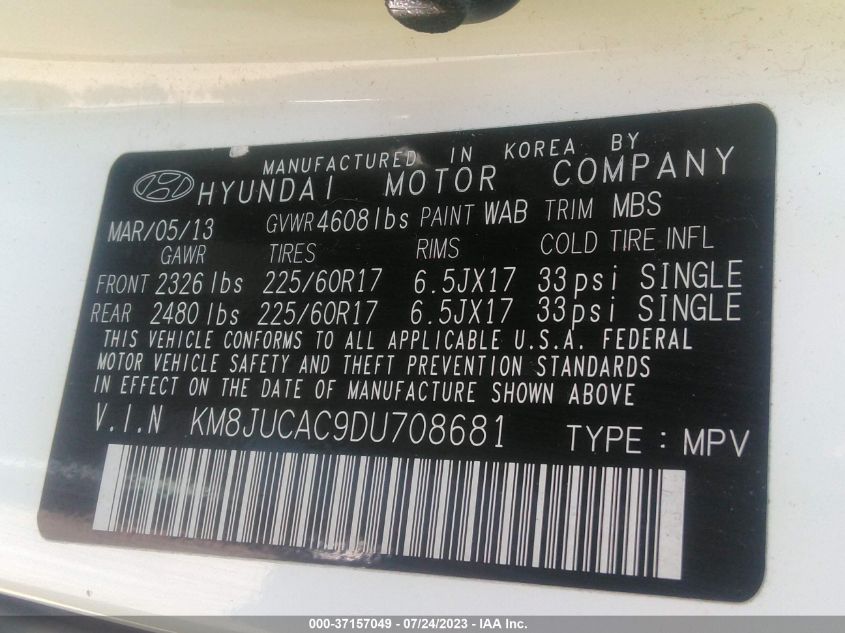 MANUFACTURED IN KOREA BY
HYUNDAI MOTOR COMPANY
MAR/05/13 GVWR 4608 lbs PAINT WAB TRIM MBS
GAWR TIRES RIMS COLD TIRE INFL
FRONT 2326 lbs 225/60R17 6.5JX17 33psi SINGLE
REAR 2480 lbs 225/60R17 6.5JX17 33psi SINGLE
THIS VEHICLE CONFORMS TO ALL APPLICABLE U.S.A. FEDERAL
MOTOR VEHICLE SAFETY AND THEFT PREVENTION STANDARDS
IN EFFECT ON THE DATE OF MANUFACTURE SHOWN ABOVE
V.I.N KM8JUCAC9DU708681 TYPE : MPV
000-37157049 - 07/24/2023 - IAA Inc.